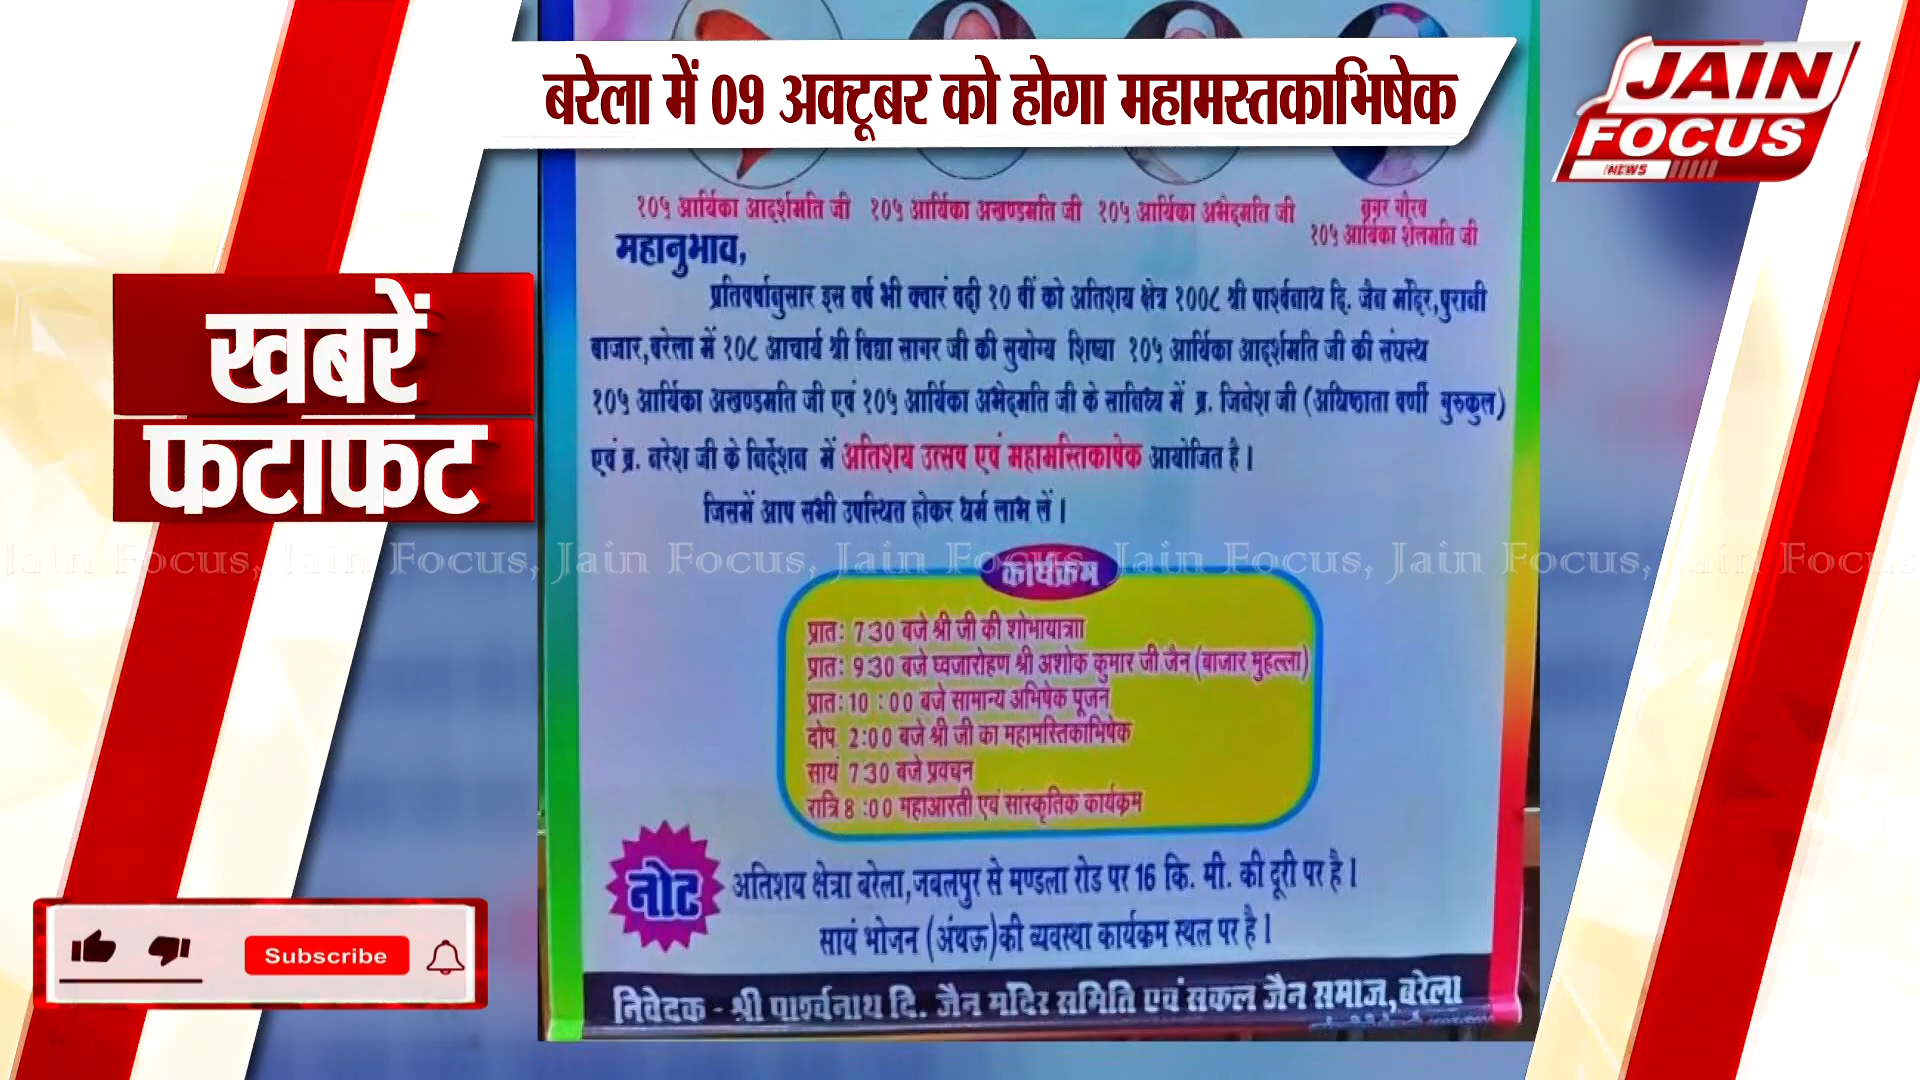 बरेला में 09 अक्टूबर को होगा महामस्तकाभिषेक
JAIN
FOCUS
NEWS
खबरें
फटाफट
१०५ आर्यिका आदर्शमति जी
१०५ आर्यिका अखण्डमति जी
१०५ आर्यिका अभेदमति जी
नगर गौरव
१०५ आर्यिका शैलमति जी
महानुभाव,
प्रतिवर्षानुसार इस वर्ष भी क्वारं वदी १० वीं को अतिशय क्षेत्र १००८ श्री पार्श्वनाथ दि. जैन मंदिर,पुरानी
बाजार,बरेला में १०८ आचार्य श्री विद्या सागर जी की सुयोग्य शिष्या १०५ आर्यिका आदर्शमति जी की संघस्थ
१०५ आर्यिका अखण्डमति जी एवं १०५ आर्यिका अभेदमति जी के सानिध्य में ब्र. जिनेश जी (अधिष्ठाता वर्णी गुरुकुल)
एवं ब्र. नरेश जी के निर्देशन में अतिशय उत्सव एवं महामस्तिकाषेक आयोजित है।
जिसमें आप सभी उपस्थित होकर धर्म लाभ लें।
Jain Focus, Jain Focus, Jain Focus, Jain Focus, Jain Focus, Jain Focus, Jain Focus
कार्यक्रम
प्रातः 7:30 बजे श्री जी की शोभायात्राा
प्रातः 9:30 बजे घ्वजारोहण श्री अशोक कुमार जी जैन (बाजार मुहल्ला)
प्रातः 10 : 00 बजे सामान्य अभिषेक पूजन
दोप. 2:00 बजे श्री जी का महामस्तिकाभिषेक
सायं 7:30 बजे प्रवचन
रात्रि 8 :00 महाआरती एवं सांस्कृतिक कार्यक्रम
नोट
अतिशय क्षेत्रा बरेला,जबलपुर से मण्डला रोड पर 16 कि. मी. की दूरी पर है।
सायं भोजन (अंथऊ)की व्यवस्था कार्यक्रम स्थल पर है।
Subscribe
निवेदक - श्री पार्श्वनाथ दि. जैन मंदिर समिति एवं सकल जैन समाज,बरेला